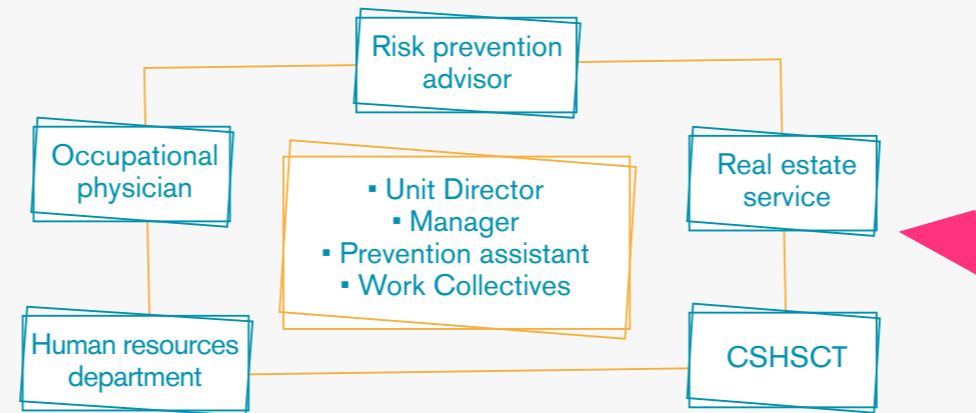 Risk prevention
advisor
Occupational
physician
▪ Unit Director
▪ Manager
▪ Prevention assistant
▪ Work Collectives
Real estate
service
Human resources
department
CSHSCT